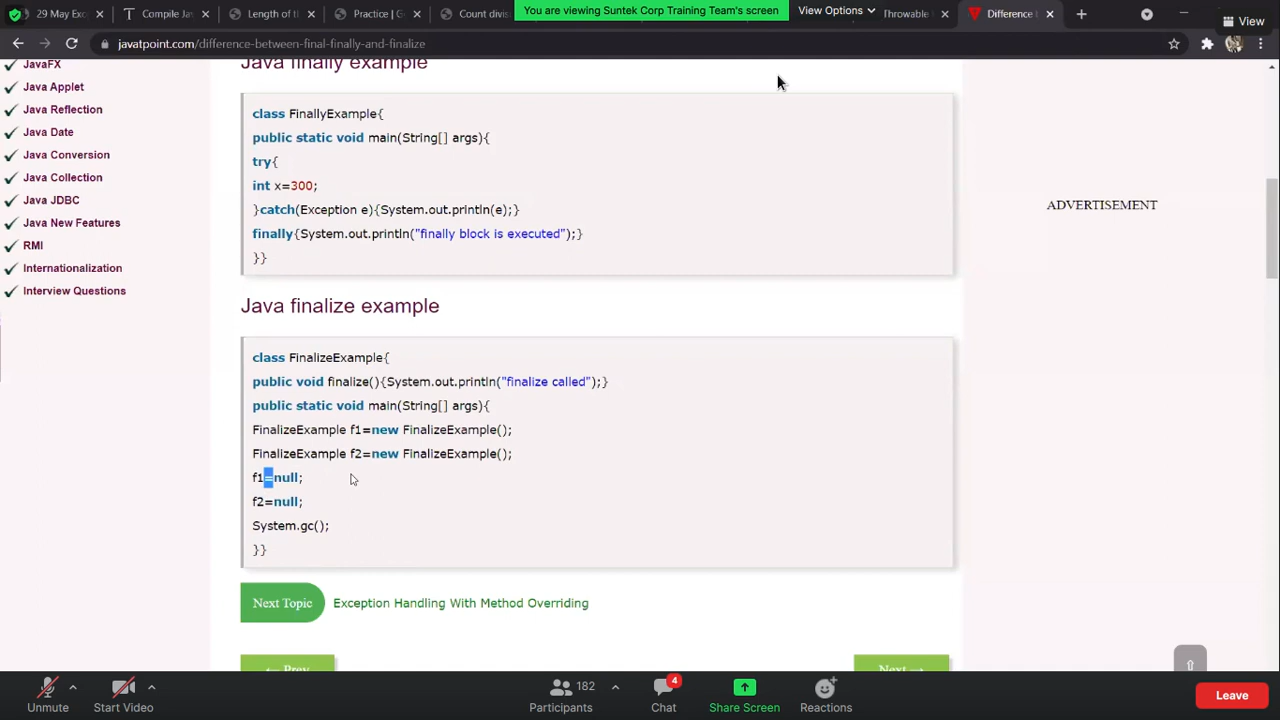 29 May Exc
Compile Jav
Length of th
Practice | G
Count divis
You are viewing Suntek Corp Training Team's screen
View Options
Throwable
Difference b
View
javatpoint.com/difference-between-final-finally-and-finalize
JavaFX
Java Applet
Java Reflection
Java Date
Java Conversion
Java Collection
Java JDBC
Java New Features
RMI
Internationalization
Interview Questions
Java finally example
class FinallyExample{
public static void main(String[] args){
try{
int x=300;
}catch(Exception e){System.out.println(e);}
finally{System.out.println("finally block is executed");}
}}
ADVERTISEMENT
Java finalize example
class FinalizeExample{
public void finalize(){System.out.println("finalize called");}
public static void main(String[] args){
FinalizeExample f1=new FinalizeExample();
FinalizeExample f2=new FinalizeExample();
f1=null;
f2=null;
System.gc();
}}
Next Topic Exception Handling With Method Overriding
← Prev
Next →
Unmute
Start Video
182
Participants
4
Chat
Share Screen
Reactions
Leave